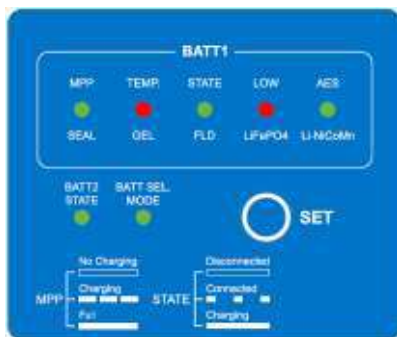 BATT1
MPP TEMP. STATE LOW AES
SEAL GEL FLD LiFePO4 Li-NiCoMn
BATT2 STATE
BATT SEL. MODE
SET
MPP
No Charging
Charging
Full
STATE
Disconnected
Connected
Charging